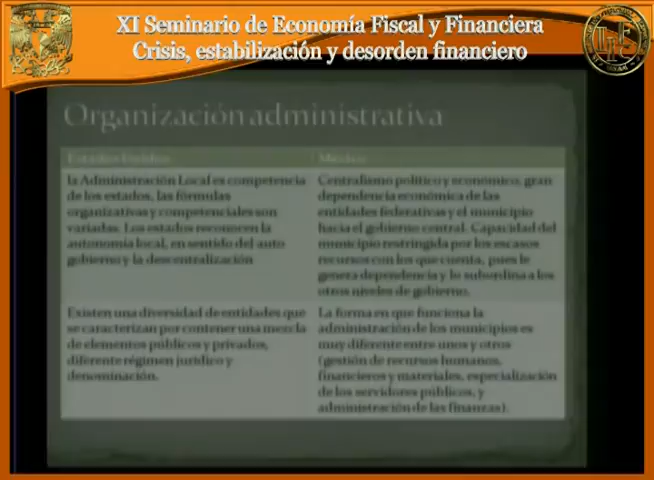 XI Seminario de Economía Fiscal y Financiera
Crisis, estabilización y desorden financiero
Organización administrativa
Estados Unidos
México
la Administración Local es competencia
de los estados, las fórmulas
organizativas y competenciales son
variadas. Los estados reconocen la
autonomía local, en sentido del auto
gobierno y la descentralización
Centralismo político y económico, gran
dependencia económica de las
entidades federativas y el municipio
hacia el gobierno central. Capacidad del
municipio restringida por los escasos
recursos con los que cuenta, pues le
genera dependencia y lo subordina a los
otros niveles de gobierno.
Existen una diversidad de entidades que
se caracterizan por contener una mezcla
de elementos públicos y privados,
diferente régimen jurídico y
denominación.
La forma en que funciona la
administración de los municipios es
muy diferente entre unos y otros
(gestión de recursos humanos,
financieros y materiales, especialización
de los servidores públicos, y
administración de las finanzas).